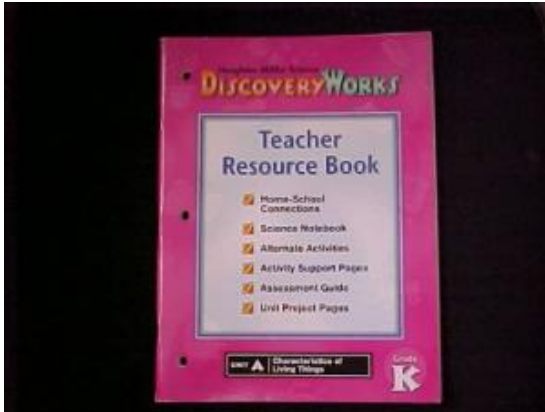 Houghton Mifflin Science
DISCOVERYWORKS
Teacher
Resource Book
Home-School
Connections
Science Notebook
Alternate Activities
Activity Support Pages
Assessment Guide
Unit Project Pages
UNIT A Characteristics of
Living Things
Grade
K